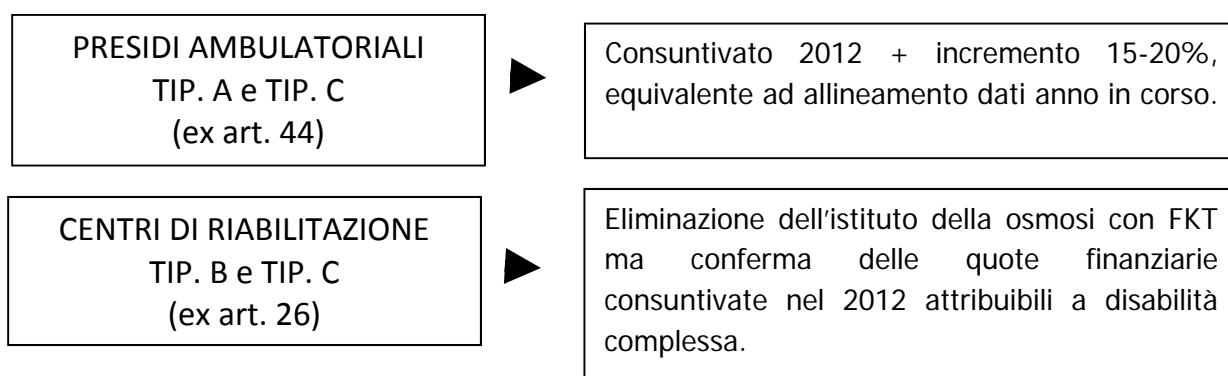 PRESIDI AMBULATORIALI
TIP. A e TIP. C
(ex art. 44)
Consuntivato 2012 + incremento 15-20%,
equivalente ad allineamento dati anno in corso.
CENTRI DI RIABILITAZIONE
TIP. B e TIP. C
(ex art. 26)
Eliminazione dell'istituto della osmosi con FKT
ma conferma delle quote finanziarie
consuntivate nel 2012 attribuibili a disabilità
complessa.